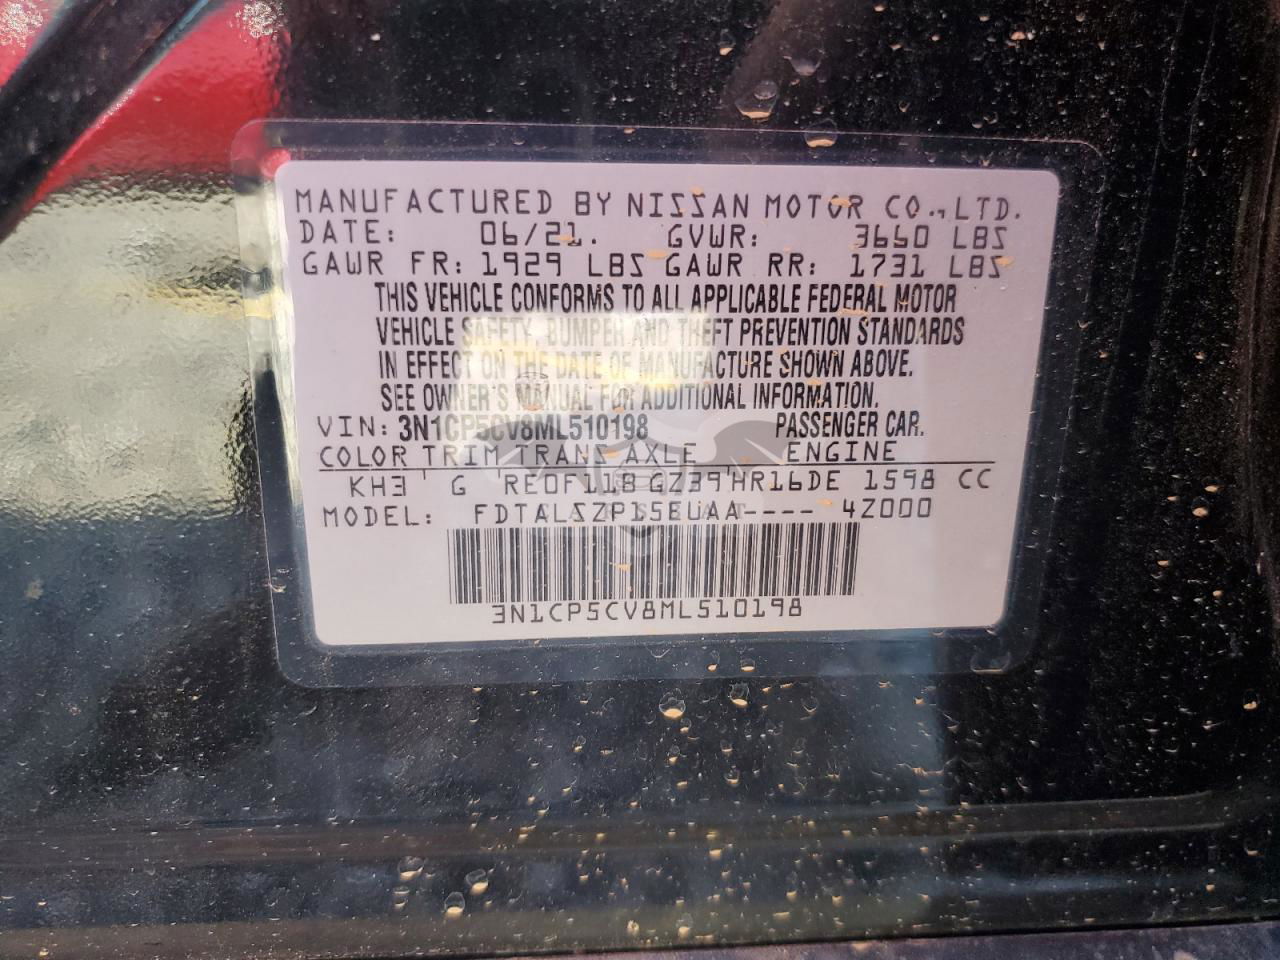 MANUFACTURED BY NISSAN MOTOR CO., LTD.
DATE: 06/21. GVWR: 3660 LBS
GAWR FR: 1929 LBS GAWR RR: 1731 LBS
THIS VEHICLE CONFORMS TO ALL APPLICABLE FEDERAL MOTOR
VEHICLE SAFETY, BUMPER AND THEFT PREVENTION STANDARDS
IN EFFECT ON THE DATE OF MANUFACTURE SHOWN ABOVE.
SEE OWNER'S MANUAL FOR ADDITIONAL INFORMATION.
VIN: 3N1CP5CV8ML510198 PASSENGER CAR.
COLOR TRIM TRANS AXLE ENGINE
KH3 G RE0F11B GZ39 HR16DE 1598 CC
MODEL: FDTALSZP15EUAA---- 4Z000
3N1CP5CV8ML510198